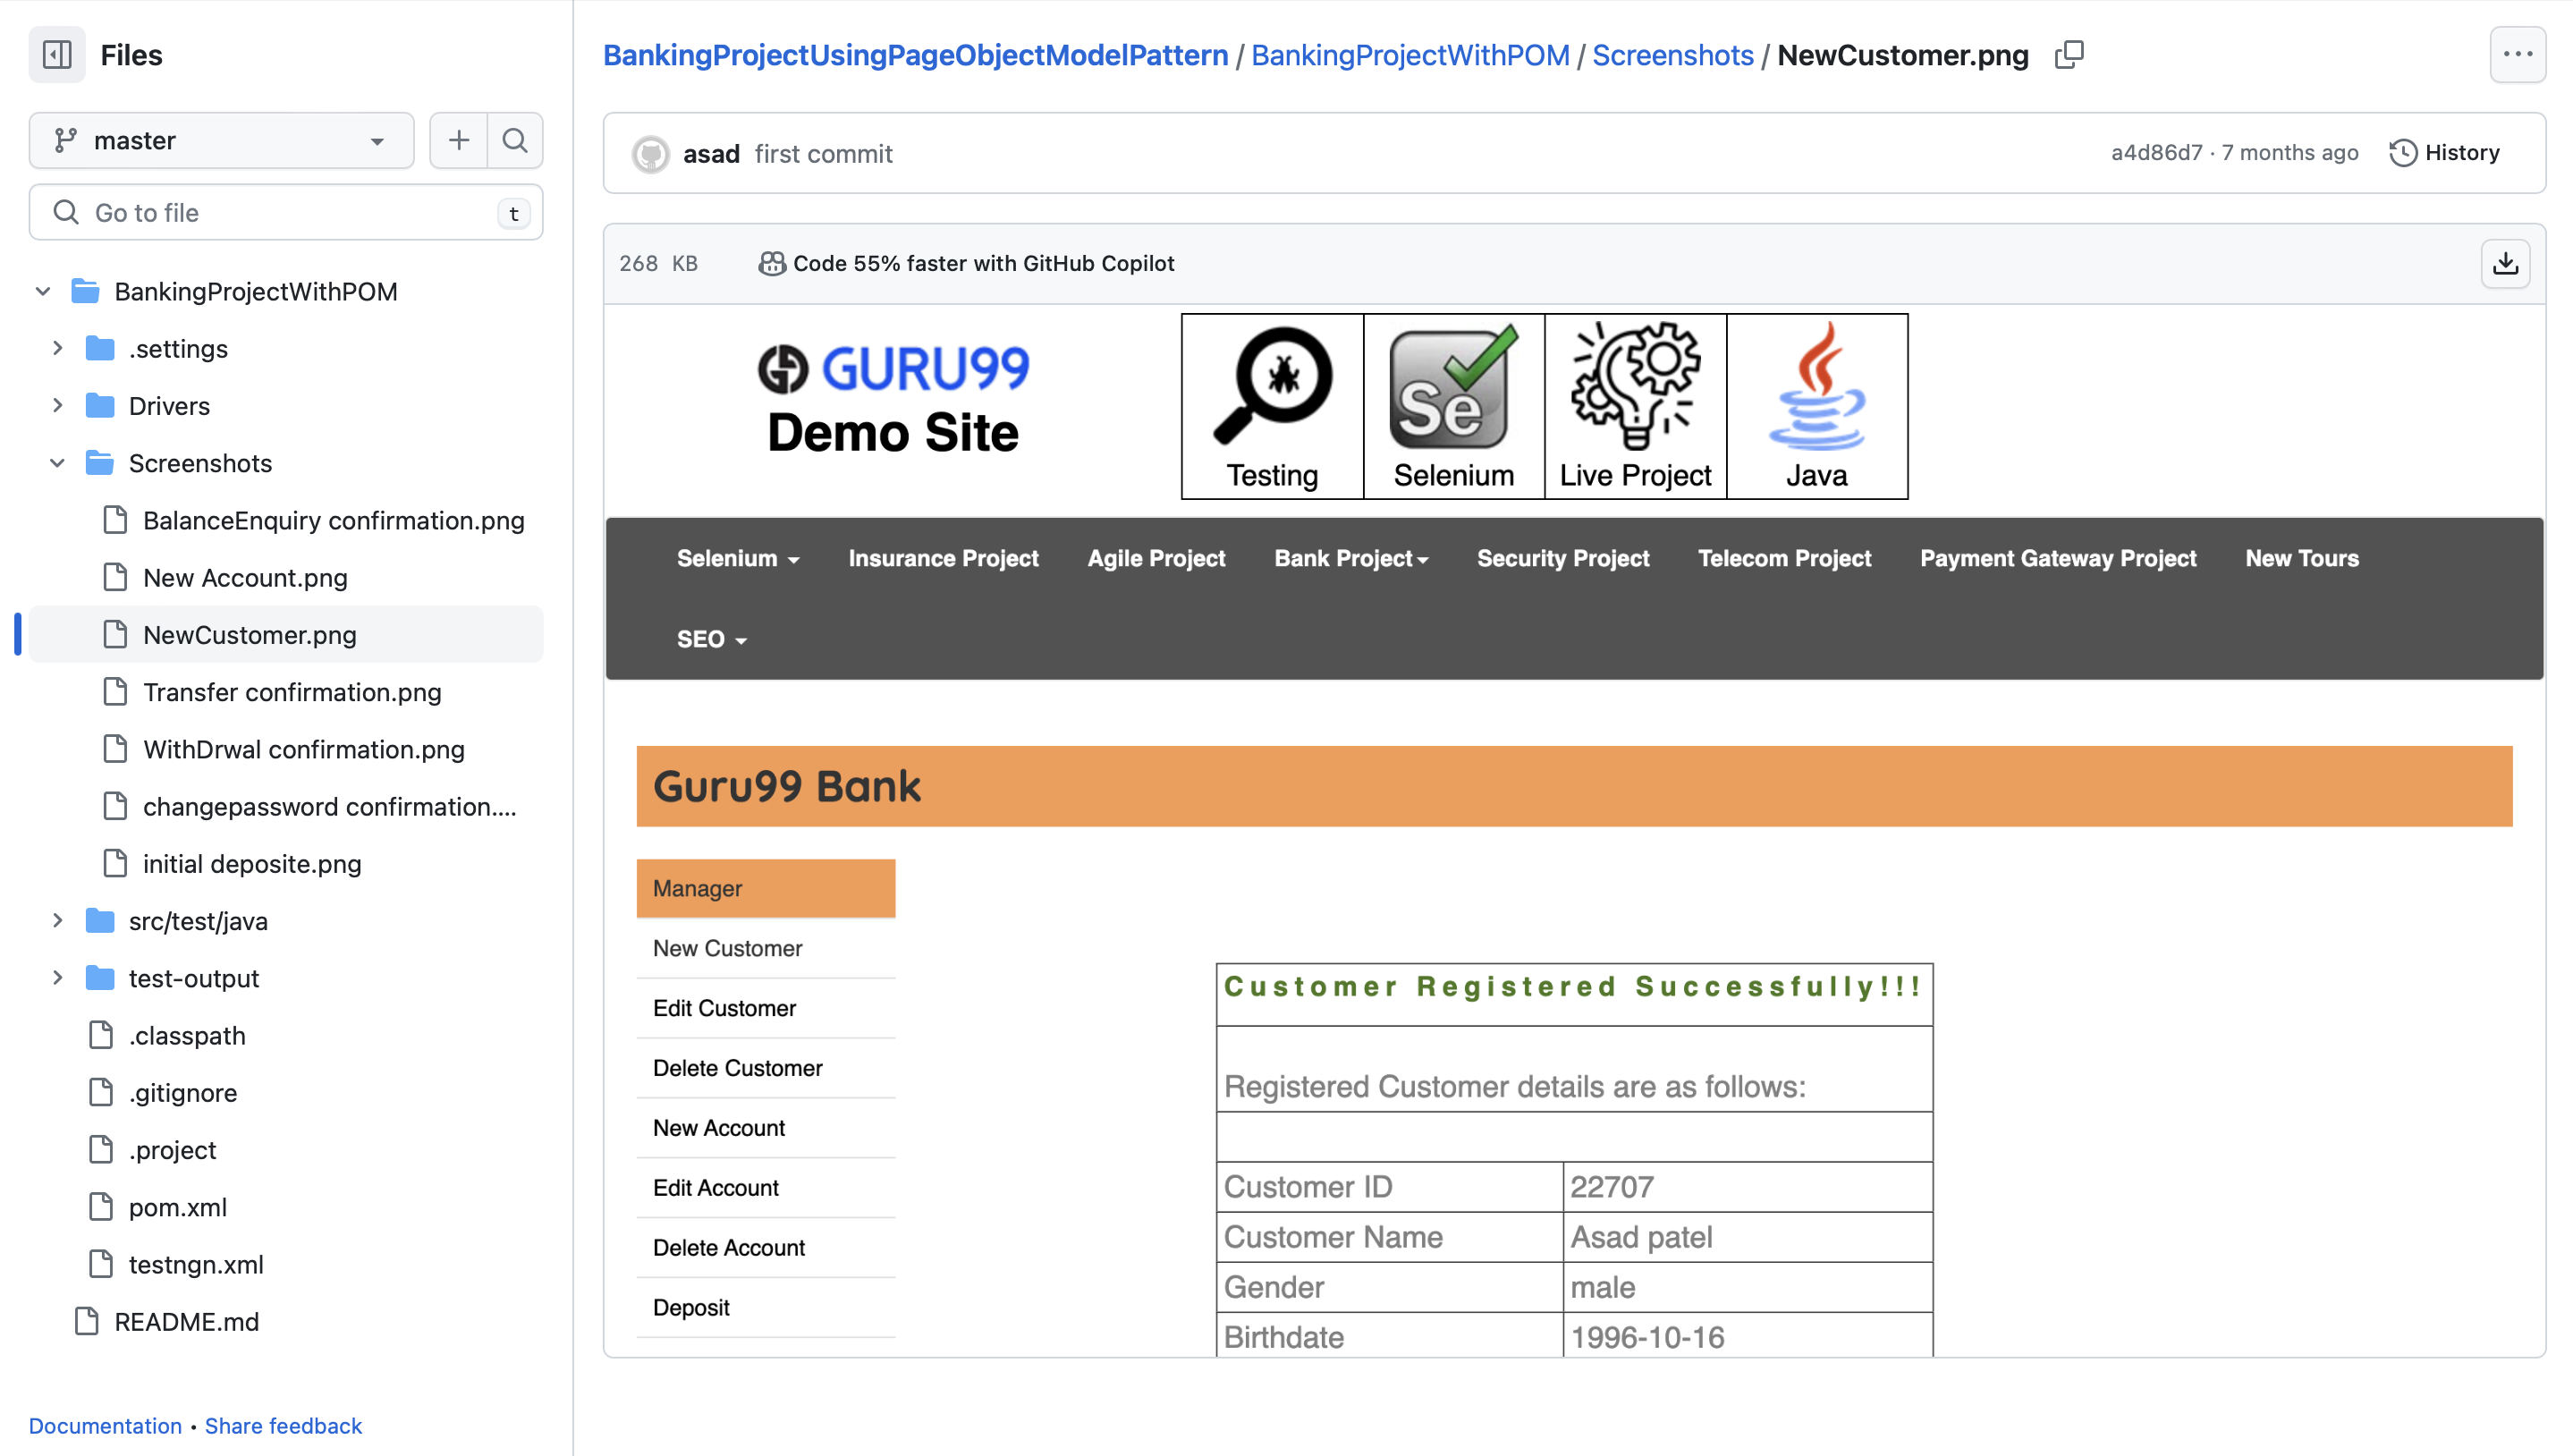 Files
master
Go to file
t
BankingProjectWithPOM
.settings
Drivers
Screenshots
BalanceEnquiry confirmation.png
New Account.png
NewCustomer.png
Transfer confirmation.png
WithDrwal confirmation.png
changepassword confirmation....
initial deposite.png
src/test/java
test-output
.classpath
.gitignore
.project
pom.xml
testngn.xml
README.md
Documentation • Share feedback
BankingProjectUsingPageObjectModelPattern / BankingProjectWithPOM / Screenshots / NewCustomer.png
asad first commit
a4d86d7 · 7 months ago History
268 KB Code 55% faster with GitHub Copilot
GURU99
Demo Site
Se
Testing Selenium Live Project Java
Selenium Insurance Project Agile Project Bank Project Security Project Telecom Project Payment Gateway Project New Tours
SEO
Guru99 Bank
Manager
New Customer
Edit Customer
Delete Customer
New Account
Edit Account
Delete Account
Deposit
Customer Registered Successfully!!!
Registered Customer details are as follows:
Customer ID 22707
Customer Name Asad patel
Gender male
Birthdate 1996-10-16